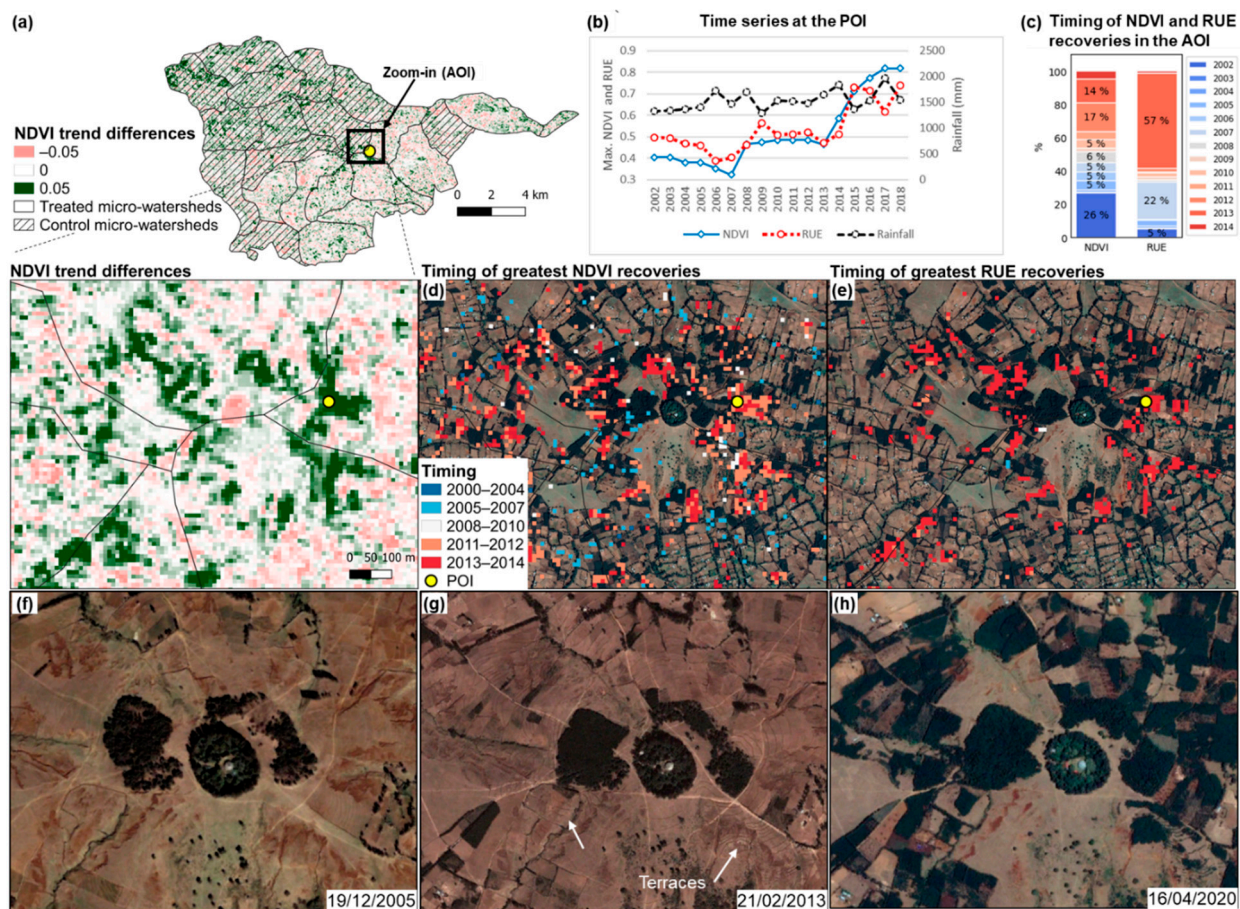 (a)
Zoom-in (AOI)
NDVI trend differences
−0.05
0
0.05
Treated micro-watersheds
Control micro-watersheds
0 2 4 km
(b)
Time series at the POI
Max. NDVI and RUE
0.9
0.8
0.7
0.6
0.5
0.4
0.3
2500
2000
1500
1000
500
0
Rainfall (mm)
2002 2003 2004 2005 2006 2007 2008 2009 2010 2011 2012 2013 2014 2015 2016 2017 2018
NDVI RUE Rainfall
(c)
Timing of NDVI and RUE
recoveries in the AOI
%
100
80
60
40
20
0
14 %
17 %
5 %
6 %
5 %
5 %
5 %
26 %
57 %
22 %
5 %
NDVI RUE
2002
2003
2004
2005
2006
2007
2008
2009
2010
2011
2012
2013
2014
NDVI trend differences
0 50 100 m
Timing of greatest NDVI recoveries
(d)
Timing
2000–2004
2005–2007
2008–2010
2011–2012
2013–2014
POI
Timing of greatest RUE recoveries
(e)
(f)
19/12/2005
(g)
Terraces
21/02/2013
(h)
16/04/2020